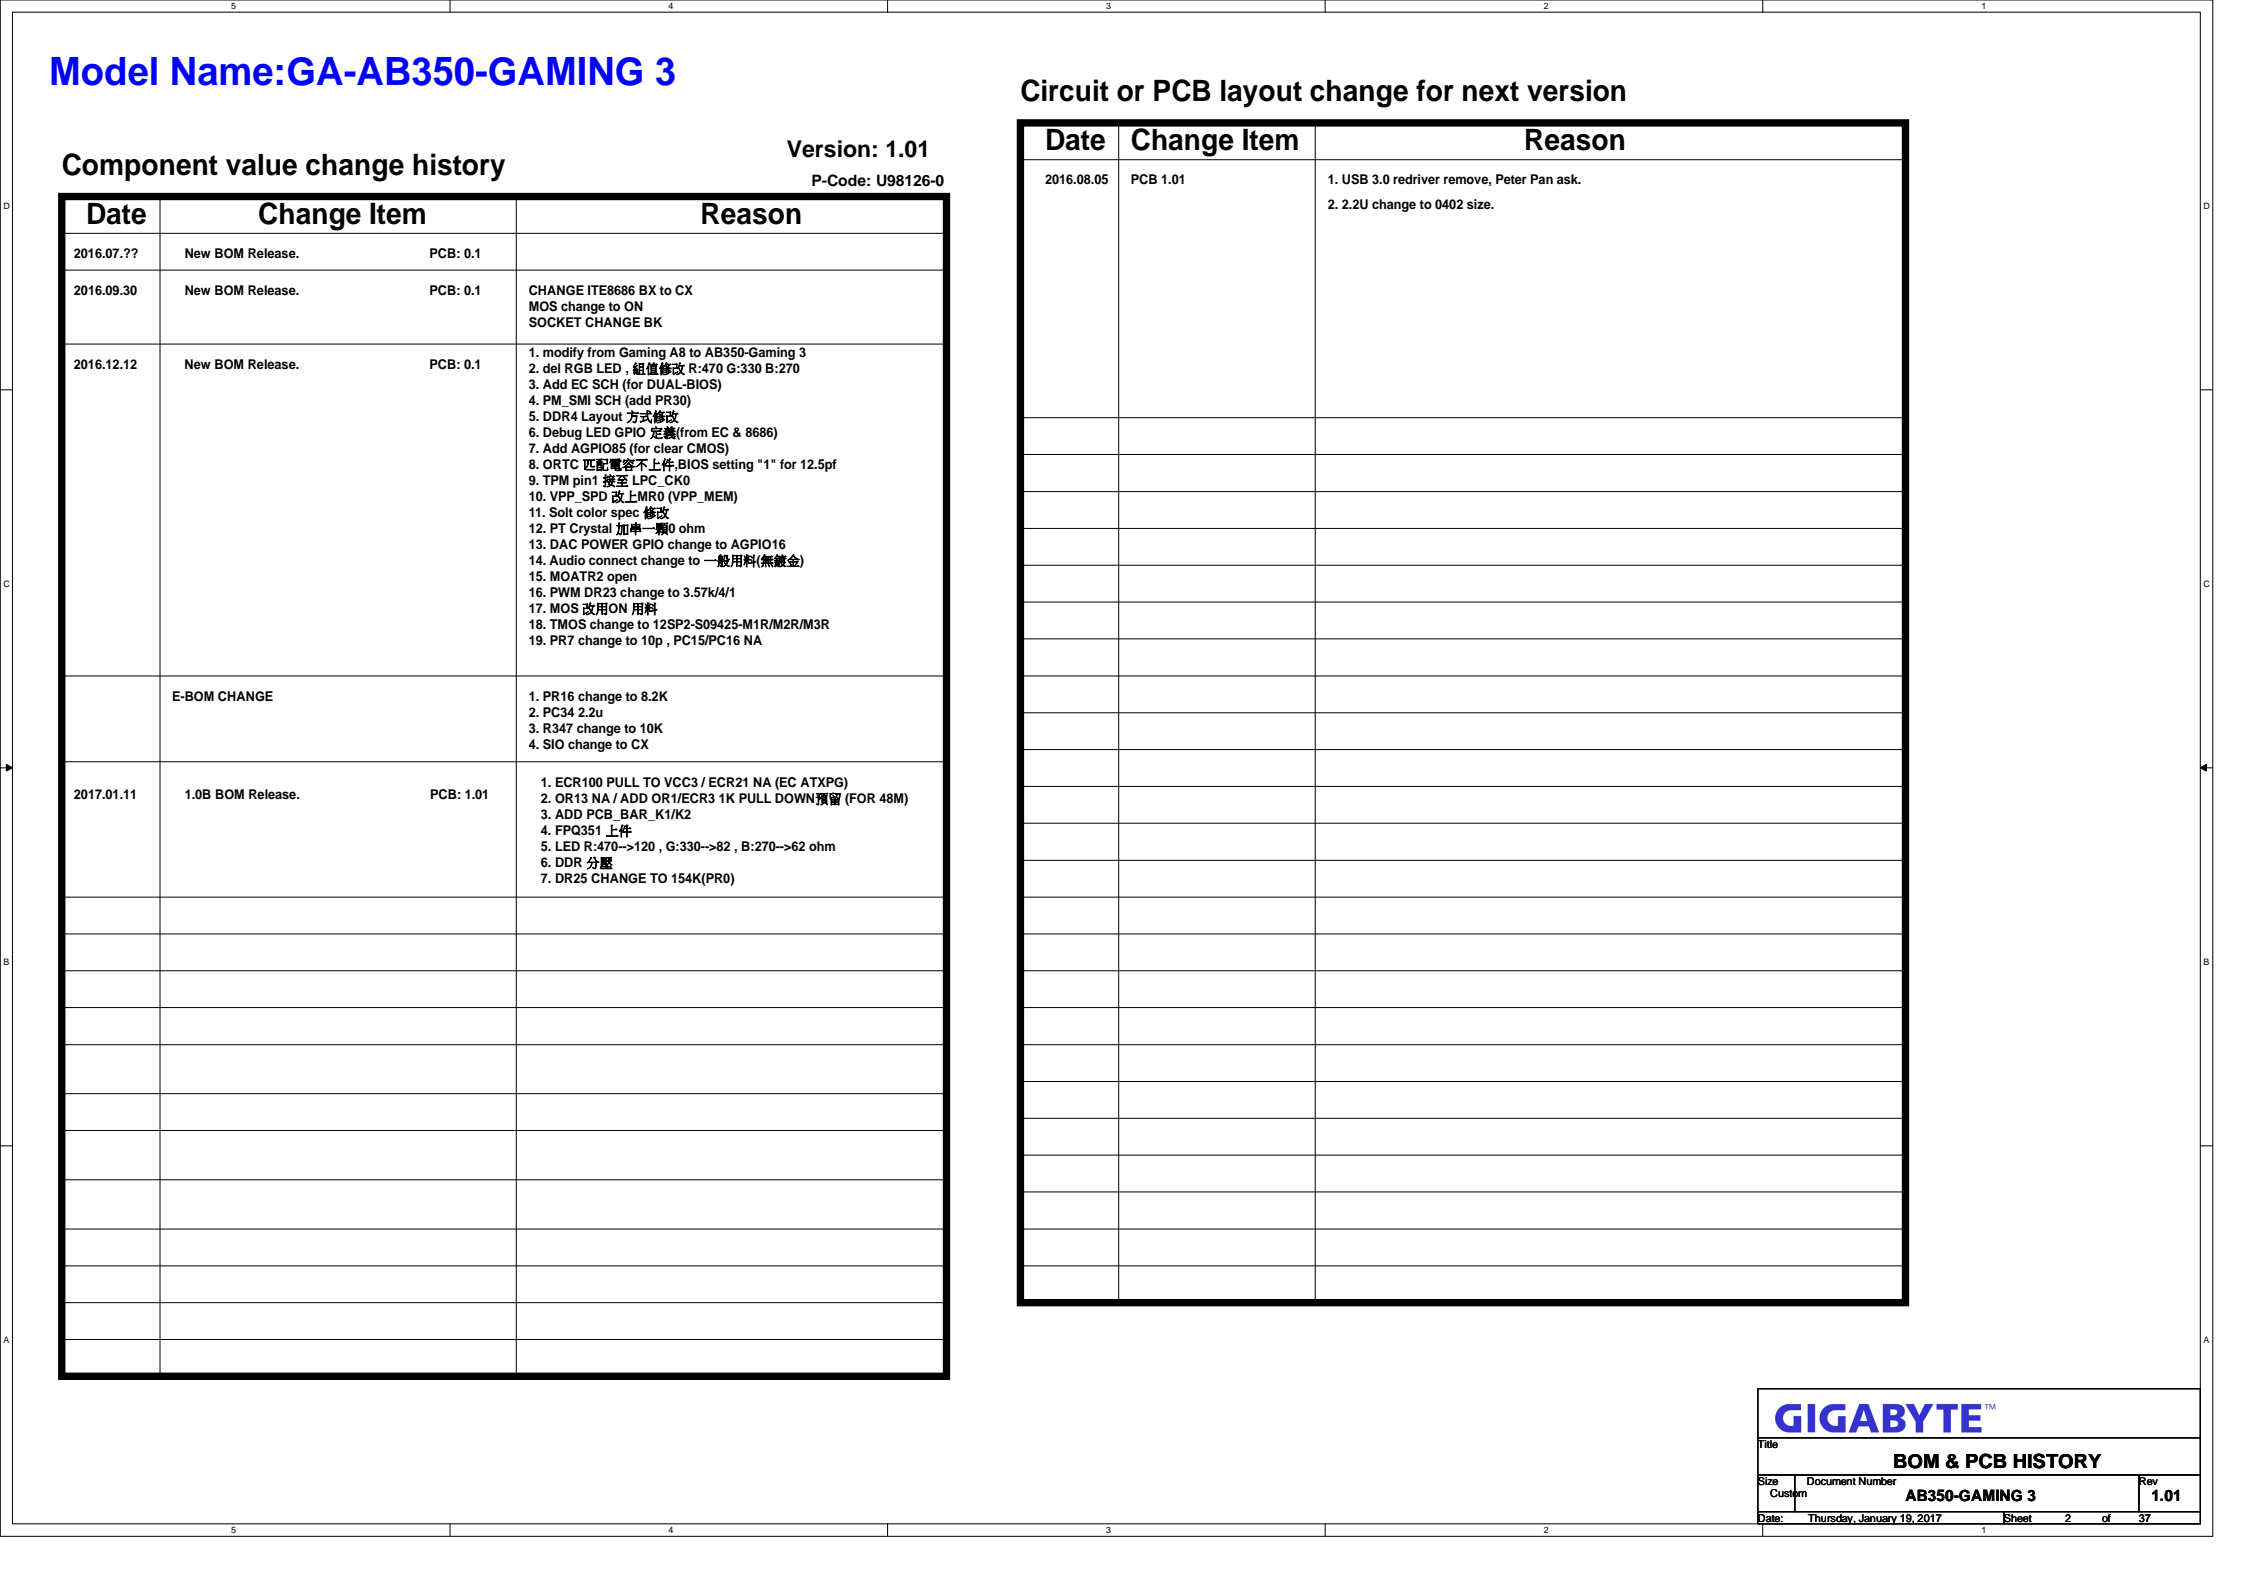 5 4 3 2 1
Model Name:GA-AB350-GAMING 3
Component value change history
Version: 1.01
P-Code: U98126-0
Date Change Item Reason
2016.07.?? New BOM Release. PCB: 0.1
2016.09.30 New BOM Release. PCB: 0.1 CHANGE ITE8686 BX to CX
MOS change to ON
SOCKET CHANGE BK
2016.12.12 New BOM Release. PCB: 0.1
1. modify from Gaming A8 to AB350-Gaming 3
2. del RGB LED , 組值修改 R:470 G:330 B:270
3. Add EC SCH (for DUAL-BIOS)
4. PM_SMI SCH (add PR30)
5. DDR4 Layout 方式修改
6. Debug LED GPIO 定義(from EC & 8686)
7. Add AGPIO85 (for clear CMOS)
8. ORTC 匹配電容不上件,BIOS setting "1" for 12.5pf
9. TPM pin1 接至 LPC_CK0
10. VPP_SPD 改上MR0 (VPP_MEM)
11. Solt color spec 修改
12. PT Crystal 加串一顆0 ohm
13. DAC POWER GPIO change to AGPIO16
14. Audio connect change to 一般用料(無鍍金)
15. MOATR2 open
16. PWM DR23 change to 3.57k/4/1
17. MOS 改用ON 用料
18. TMOS change to 12SP2-S09425-M1R/M2R/M3R
19. PR7 change to 10p , PC15/PC16 NA
E-BOM CHANGE
1. PR16 change to 8.2K
2. PC34 2.2u
3. R347 change to 10K
4. SIO change to CX
2017.01.11 1.0B BOM Release. PCB: 1.01
1. ECR100 PULL TO VCC3 / ECR21 NA (EC ATXPG)
2. OR13 NA / ADD OR1/ECR3 1K PULL DOWN預留 (FOR 48M)
3. ADD PCB_BAR_K1/K2
4. FPQ351 上件
5. LED R:470-->120 , G:330-->82 , B:270-->62 ohm
6. DDR 分壓
7. DR25 CHANGE TO 154K(PR0)
Circuit or PCB layout change for next version
Date Change Item Reason
2016.08.05 PCB 1.01 1. USB 3.0 redriver remove, Peter Pan ask.
2. 2.2U change to 0402 size.
D D
C C
B B
A A
GIGABYTE™
Title
BOM & PCB HISTORY
Size Document Number Rev
Custom AB350-GAMING 3 1.01
Date: Thursday, January 19, 2017 Sheet 2 of 37
5 4 3 2 1